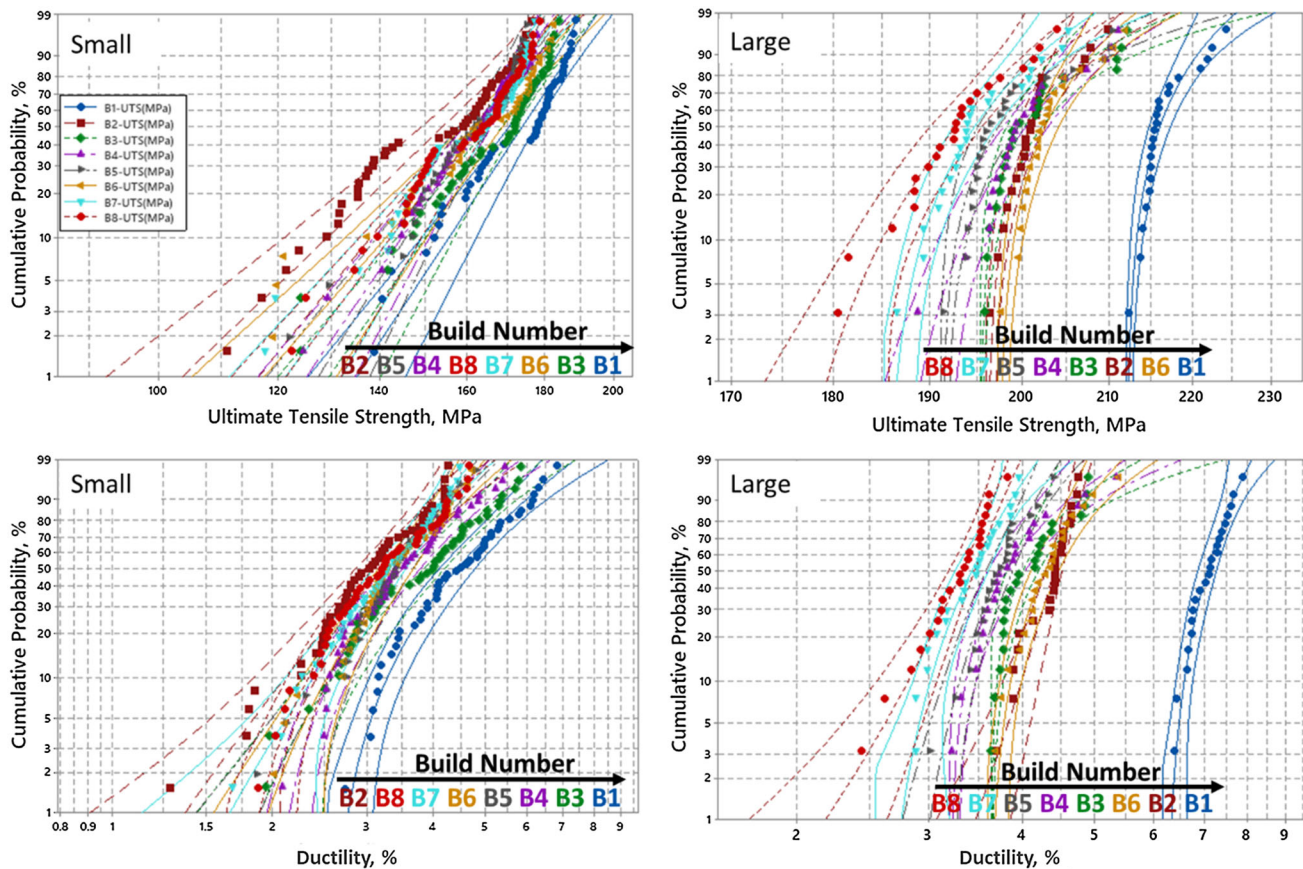 Small
Cumulative Probability, %
99
90
80
70
60
50
40
30
20
10
5
3
2
1
B1-UTS(MPa)
B2-UTS(MPa)
B3-UTS(MPa)
B4-UTS(MPa)
B5-UTS(MPa)
B6-UTS(MPa)
B7-UTS(MPa)
B8-UTS(MPa)
Build Number
B2 B5 B4 B8 B7 B6 B3 B1
100 120 140 160 180 200
Ultimate Tensile Strength, MPa
Large
Cumulative Probability, %
99
90
80
70
60
50
40
30
20
10
5
3
2
1
Build Number
B8 B7 B5 B4 B3 B2 B6 B1
170 180 190 200 210 220 230
Ultimate Tensile Strength, MPa
Small
Cumulative Probability, %
99
90
80
70
60
50
40
30
20
10
5
3
2
1
Build Number
B2 B8 B7 B6 B5 B4 B3 B1
0.8 0.9 1 1.5 2 3 4 5 6 7 8 9
Ductility, %
Large
Cumulative Probability, %
99
90
80
70
60
50
40
30
20
10
5
3
2
1
Build Number
B8 B7 B5 B4 B3 B6 B2 B1
2 3 4 5 6 7 8 9
Ductility, %